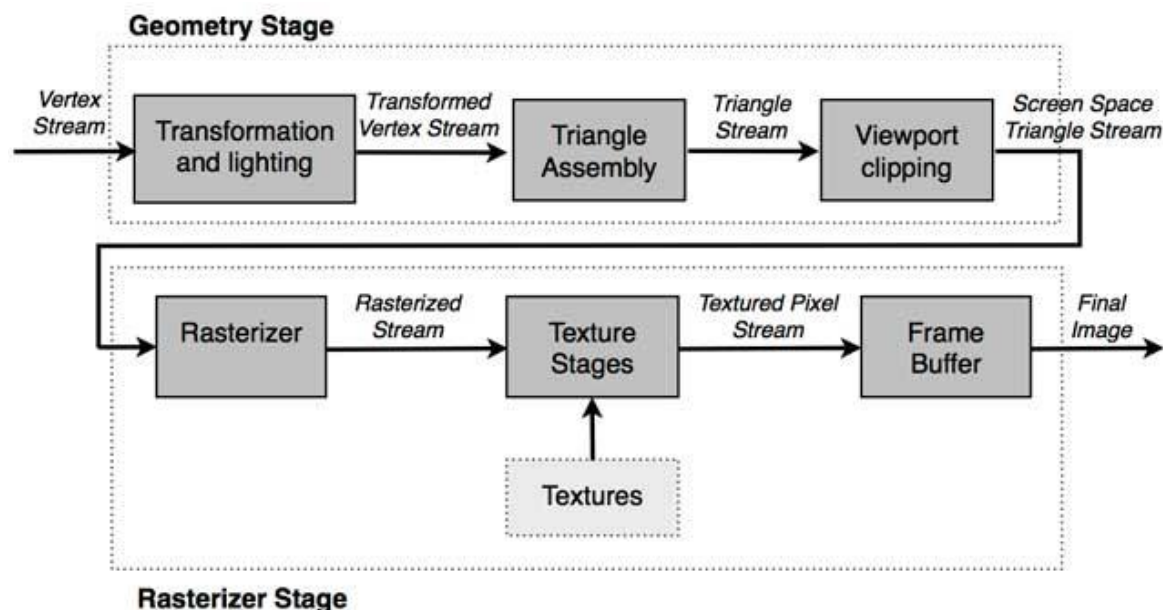 Geometry Stage
Vertex
Stream
Transformation
and lighting
Transformed
Vertex Stream
Triangle
Assembly
Triangle
Stream
Viewport
clipping
Screen Space
Triangle Stream
Rasterizer
Rasterized
Stream
Texture
Stages
Textured Pixel
Stream
Frame
Buffer
Final
Image
Textures
Rasterizer Stage